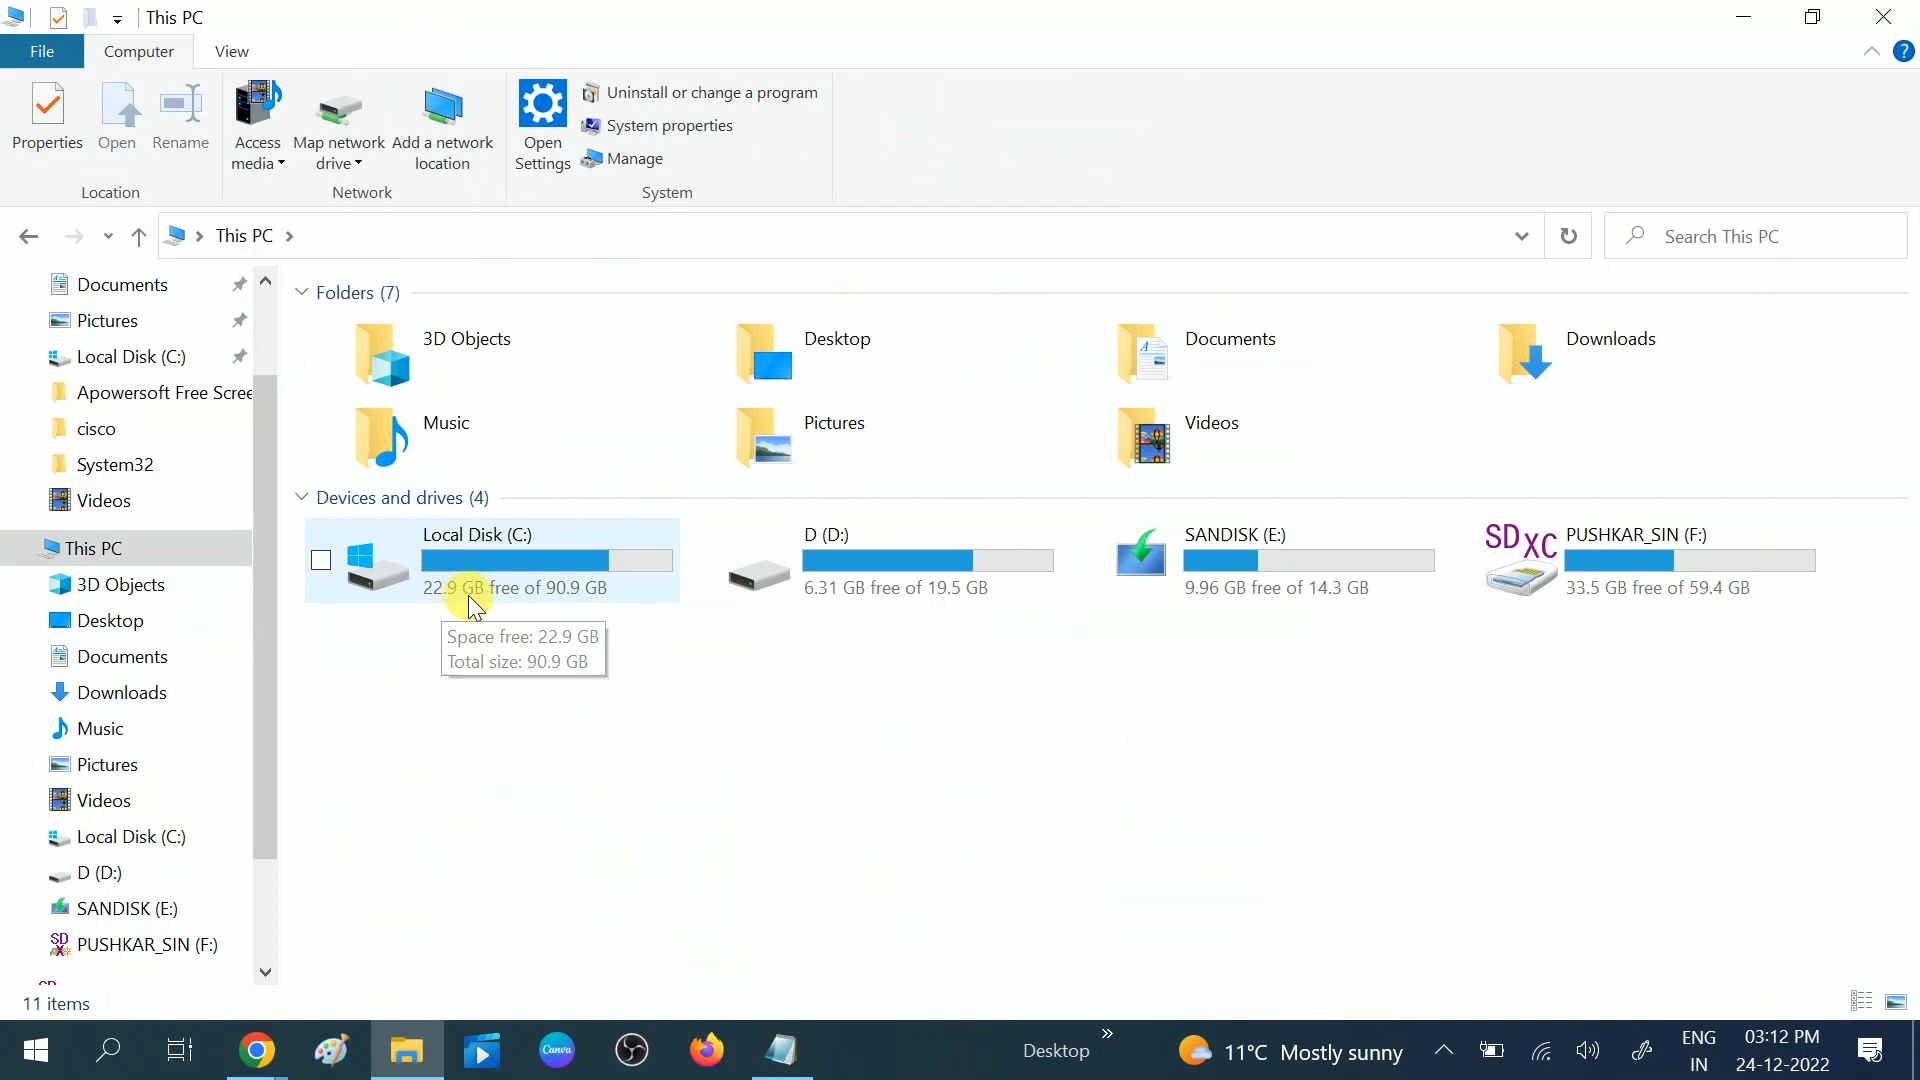 This PC
File
Computer
View
Properties
Open
Rename
Location
Access
media
Map network
drive
Add a network
location
Network
Open
Settings
Uninstall or change a program
System properties
Manage
System
This PC
Search This PC
Documents
Pictures
Local Disk (C:)
Apowersoft Free Scree
cisco
System32
Videos
This PC
3D Objects
Desktop
Documents
Downloads
Music
Pictures
Videos
Local Disk (C:)
D (D:)
SANDISK (E:)
SD
PUSHKAR_SIN (F:)
Folders (7)
3D Objects
Desktop
Documents
Downloads
Music
Pictures
Videos
Devices and drives (4)
Local Disk (C:)
22.9 GB free of 90.9 GB
Space free: 22.9 GB
Total size: 90.9 GB
D (D:)
6.31 GB free of 19.5 GB
SANDISK (E:)
9.96 GB free of 14.3 GB
SD XC
PUSHKAR_SIN (F:)
33.5 GB free of 59.4 GB
11 items
Canva
Desktop
11°C Mostly sunny
ENG
IN
03:12 PM
24-12-2022